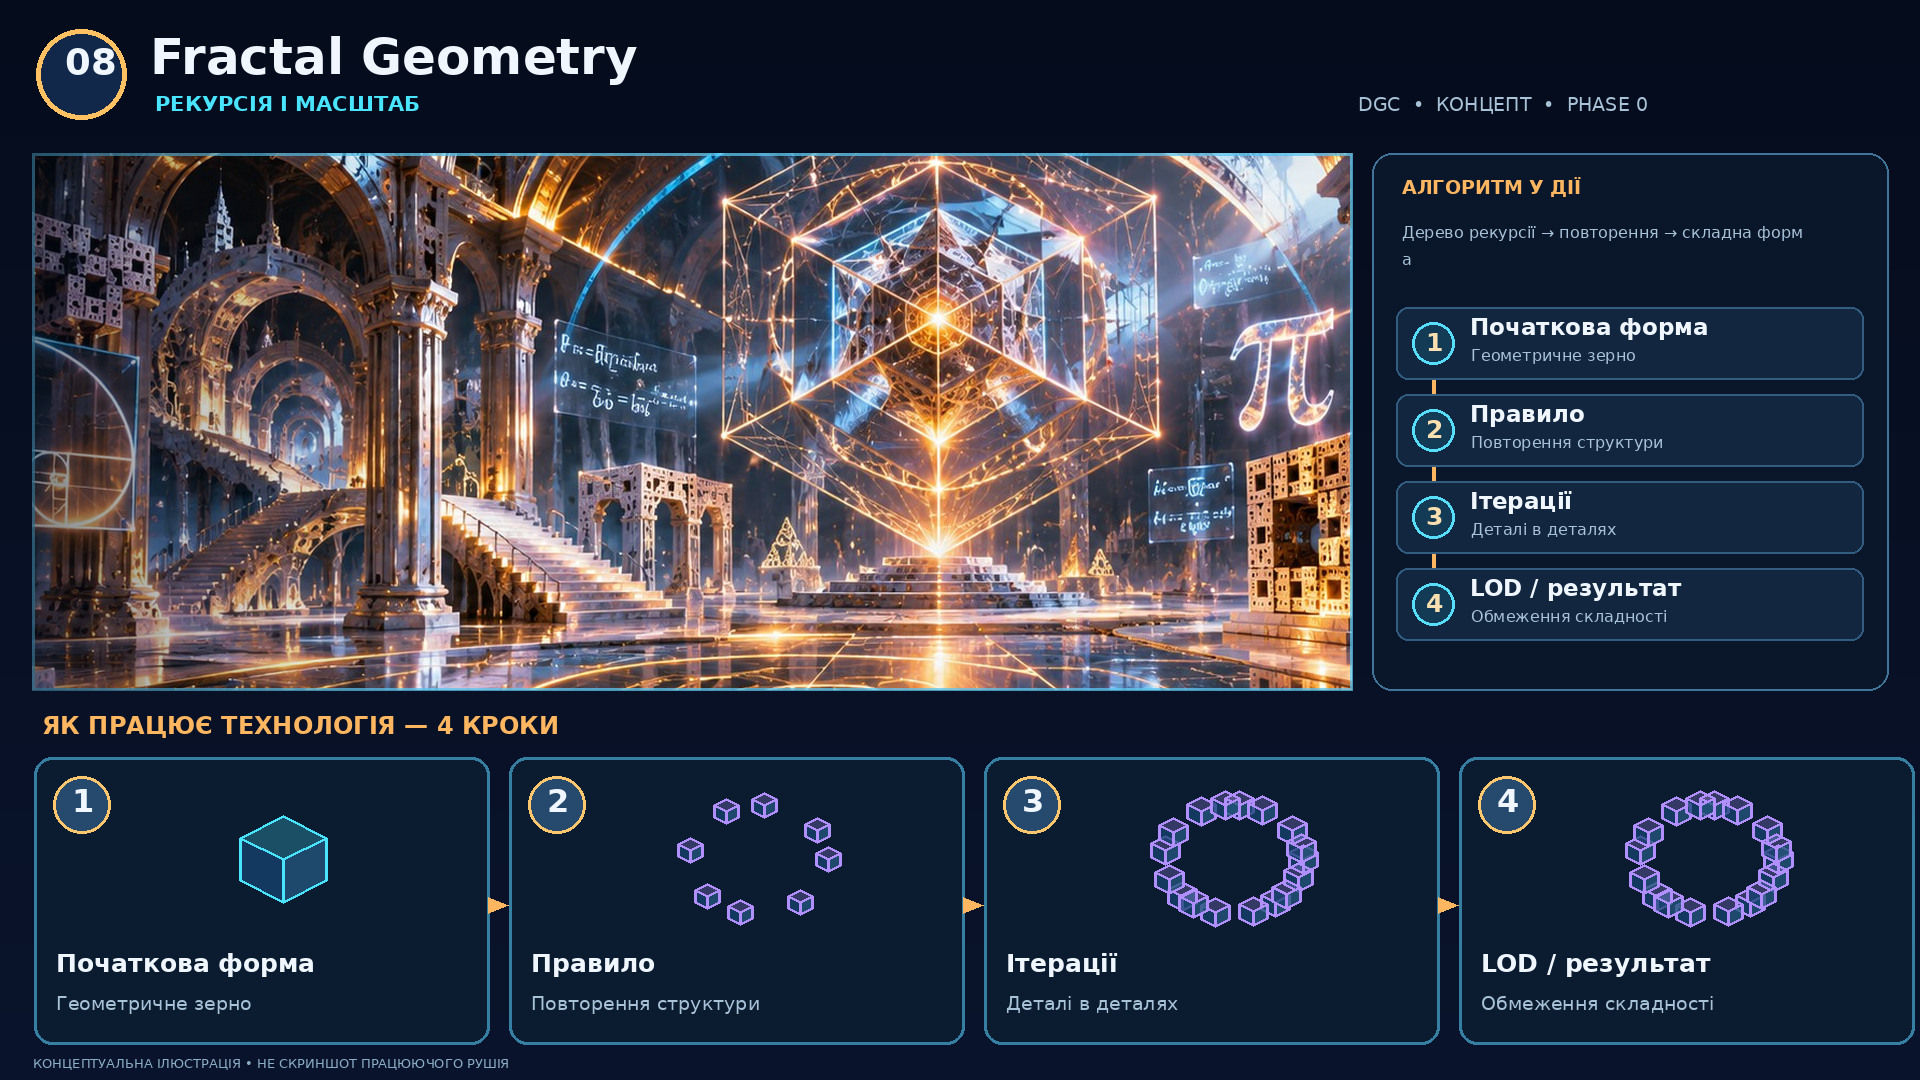 08
Fractal Geometry
РЕКУРСІЯ І МАСШТАБ
DGC • КОНЦЕПТ • PHASE 0
π
АЛГОРИТМ У ДІЇ
Дерево рекурсії → повторення → складна форм
а
1
Початкова форма
Геометричне зерно
2
Правило
Повторення структури
3
Ітерації
Деталі в деталях
4
LOD / результат
Обмеження складності
ЯК ПРАЦЮЄ ТЕХНОЛОГІЯ — 4 КРОКИ
1
Початкова форма
Геометричне зерно
2
Правило
Повторення структури
3
Ітерації
Деталі в деталях
4
LOD / результат
Обмеження складності
КОНЦЕПТУАЛЬНА ІЛЮСТРАЦІЯ • НЕ СКРИНШОТ ПРАЦЮЮЧОГО РУШІЯ